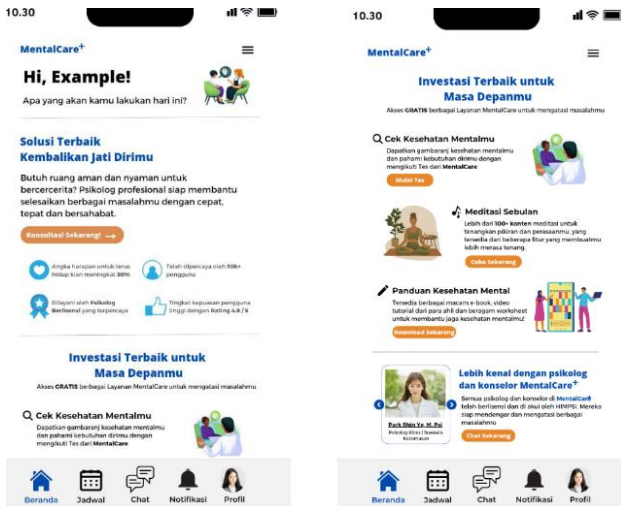 10.30
MentalCare+
Hi, Example!
Apa yang akan kamu lakukan hari ini?
Solusi Terbaik
Kembalikan Jati Dirimu
Butuh ruang aman dan nyaman untuk
bercercerita? Psikolog profesional siap membantu
selesaikan berbagai masalahmu dengan cepat,
tepat dan bersahabat.
Konsultasi Sekarang! →
Angka harapan untuk terus
hidup kian meningkat 30%
Telah dipercaya oleh 30k+
pengguna
Dilayani oleh Psikolog
Berlisensi yang terpercaya
Tingkat kepuasan pengguna
tinggi dengan Rating 4.8 / 5
Investasi Terbaik untuk
Masa Depanmu
Akses GRATIS berbagai Layanan MentalCare untuk mengatasi masalahmu
Cek Kesehatan Mentalmu
Dapatkan gambaranj kesehatan mentalmu
dan pahami kebutuhan dirimu dengan
mengikuti Tes dari MentalCare
Beranda
Jadwal
Chat
Notifikasi
Profil
10.30
MentalCare+
Investasi Terbaik untuk
Masa Depanmu
Akses GRATIS berbagai Layanan MentalCare untuk mengatasi masalahmu
Cek Kesehatan Mentalmu
Dapatkan gambaranj kesehatan mentalmu
dan pahami kebutuhan dirimu dengan
mengikuti Tes dari MentalCare
Mulai Tes
Meditasi Sebulan
Lebih dari 100+ konten meditasi untuk
tenangkan pikiran dan perasaanmu, yang
tersedia dari beberapa fitur yang membuatmu
lebih merasa tenang.
Coba Sekarang
Panduan Kesehatan Mental
Tersedia berbagai macam e-book, video
tutorial dari para ahli dan beragam worksheet
untuk membantu jaga kesehatan mentalmu!
Download Sekarang
Park Shin Ye, M. Psi
Psikolog Klinis |
Kecemasan
Lebih kenal dengan psikolog
dan konselor MentalCare+
Semua psikolog dan konselor di MentalCare+
telah berlisensi dan di akui oleh HIMPSI. Mereka
siap mendengar dan mengatasi berbagai
masalahmu
Chat Sekarang
Beranda
Jadwal
Chat
Notifikasi
Profil